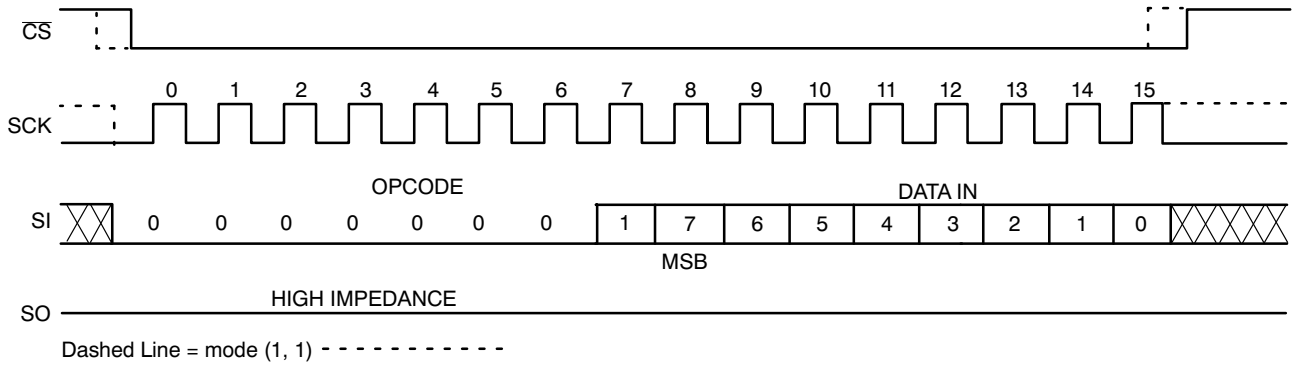 CS
0 1 2 3 4 5 6 7 8 9 10 11 12 13 14 15
SCK
OPCODE DATA IN
SI 0 0 0 0 0 0 0 1 7 6 5 4 3 2 1 0
MSB
HIGH IMPEDANCE
SO
Dashed Line = mode (1, 1)